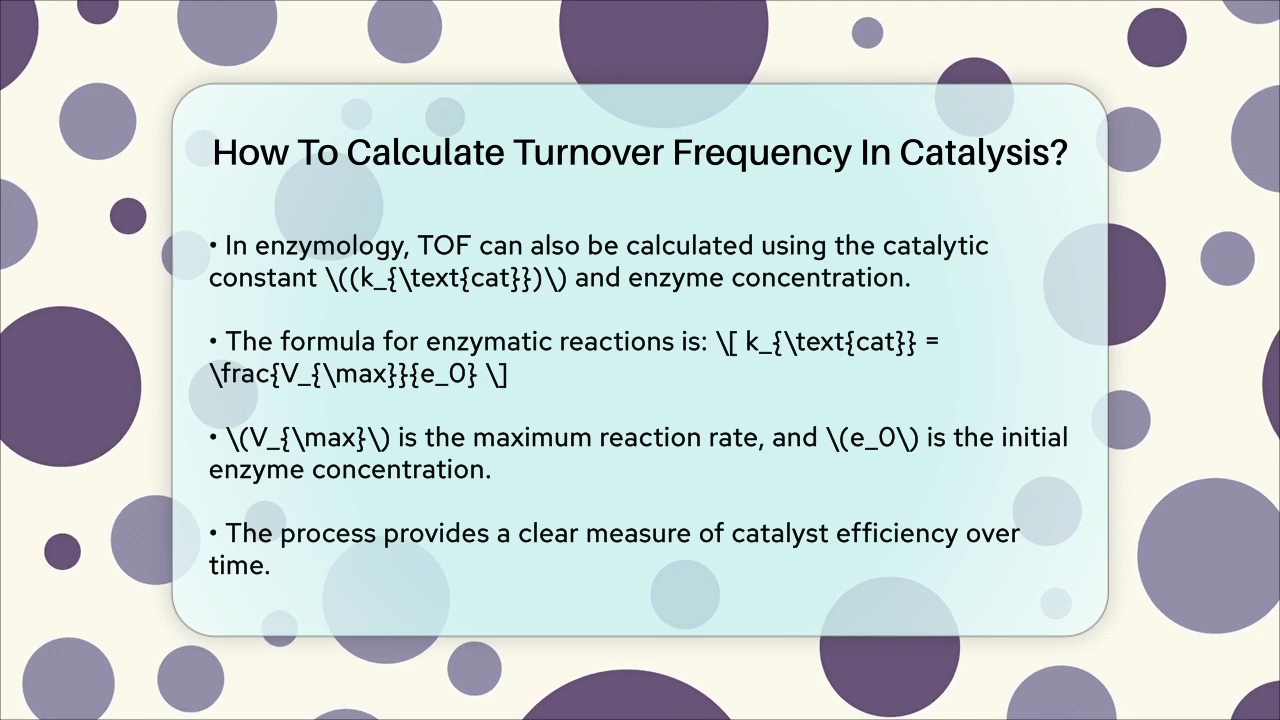 How To Calculate Turnover Frequency In Catalysis?
• In enzymology, TOF can also be calculated using the catalytic
constant \((k_{\text{cat}})\) and enzyme concentration.
• The formula for enzymatic reactions is: \[ k_{\text{cat}} =
\frac{V_{\max}}{e_0} \]
• \(V_{\max}\) is the maximum reaction rate, and \(e_0\) is the initial
enzyme concentration.
• The process provides a clear measure of catalyst efficiency over
time.